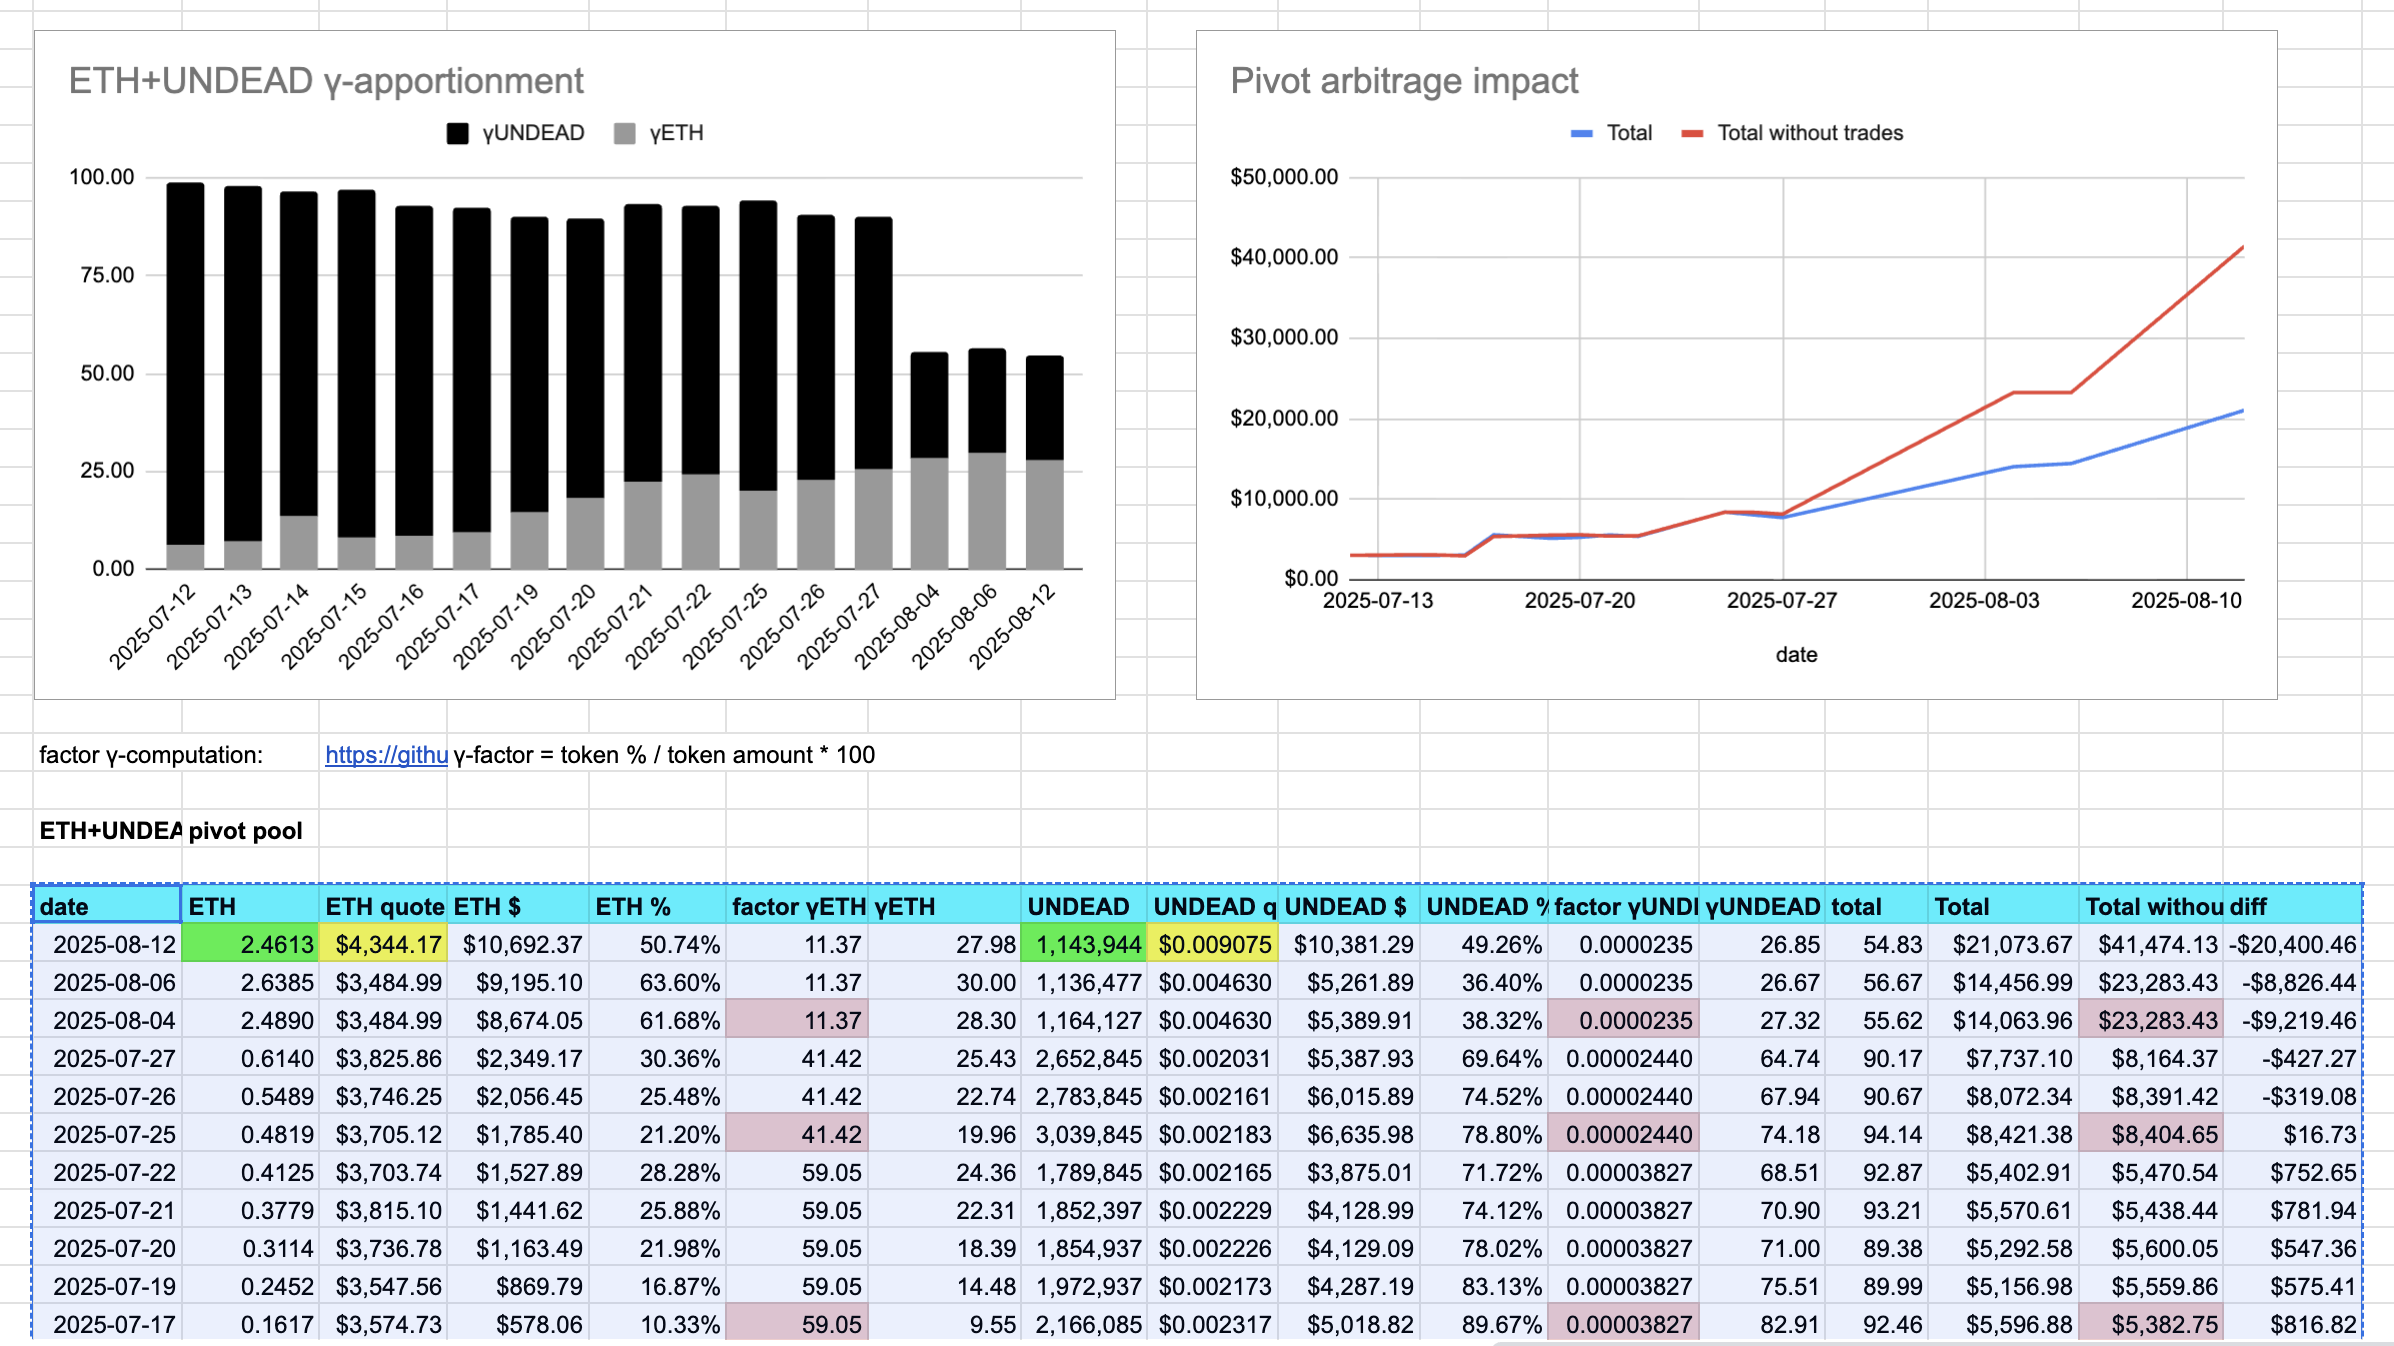 ETH+UNDEAD γ-apportionment
γUNDEAD γETH
100.00
75.00
50.00
25.00
0.00
2025-07-12 2025-07-13 2025-07-14 2025-07-15 2025-07-16 2025-07-17 2025-07-19 2025-07-20 2025-07-21 2025-07-22 2025-07-25 2025-07-26 2025-07-27 2025-08-04 2025-08-06 2025-08-12
Pivot arbitrage impact
Total Total without trades
$50,000.00
$40,000.00
$30,000.00
$20,000.00
$10,000.00
$0.00
2025-07-13 2025-07-20 2025-07-27 2025-08-03 2025-08-10
date
factor γ-computation: https://githu γ-factor = token % / token amount * 100
ETH+UNDEA pivot pool
date ETH ETH quote ETH $ ETH % factor γETH γETH UNDEAD UNDEAD q UNDEAD $ UNDEAD % factor γUNDI γUNDEAD total Total Total withou diff
2025-08-12 2.4613 $4,344.17 $10,692.37 50.74% 11.37 27.98 1,143,944 $0.009075 $10,381.29 49.26% 0.0000235 26.85 54.83 $21,073.67 $41,474.13 -$20,400.46
2025-08-06 2.6385 $3,484.99 $9,195.10 63.60% 11.37 30.00 1,136,477 $0.004630 $5,261.89 36.40% 0.0000235 26.67 56.67 $14,456.99 $23,283.43 -$8,826.44
2025-08-04 2.4890 $3,484.99 $8,674.05 61.68% 11.37 28.30 1,164,127 $0.004630 $5,389.91 38.32% 0.0000235 27.32 55.62 $14,063.96 $23,283.43 -$9,219.46
2025-07-27 0.6140 $3,825.86 $2,349.17 30.36% 41.42 25.43 2,652,845 $0.002031 $5,387.93 69.64% 0.00002440 64.74 90.17 $7,737.10 $8,164.37 -$427.27
2025-07-26 0.5489 $3,746.25 $2,056.45 25.48% 41.42 22.74 2,783,845 $0.002161 $6,015.89 74.52% 0.00002440 67.94 90.67 $8,072.34 $8,391.42 -$319.08
2025-07-25 0.4819 $3,705.12 $1,785.40 21.20% 41.42 19.96 3,039,845 $0.002183 $6,635.98 78.80% 0.00002440 74.18 94.14 $8,421.38 $8,404.65 $16.73
2025-07-22 0.4125 $3,703.74 $1,527.89 28.28% 59.05 24.36 1,789,845 $0.002165 $3,875.01 71.72% 0.00003827 68.51 92.87 $5,402.91 $5,470.54 $752.65
2025-07-21 0.3779 $3,815.10 $1,441.62 25.88% 59.05 22.31 1,852,397 $0.002229 $4,128.99 74.12% 0.00003827 70.90 93.21 $5,570.61 $5,438.44 $781.94
2025-07-20 0.3114 $3,736.78 $1,163.49 21.98% 59.05 18.39 1,854,937 $0.002226 $4,129.09 78.02% 0.00003827 71.00 89.38 $5,292.58 $5,600.05 $547.36
2025-07-19 0.2452 $3,547.56 $869.79 16.87% 59.05 14.48 1,972,937 $0.002173 $4,287.19 83.13% 0.00003827 75.51 89.99 $5,156.98 $5,559.86 $575.41
2025-07-17 0.1617 $3,574.73 $578.06 10.33% 59.05 9.55 2,166,085 $0.002317 $5,018.82 89.67% 0.00003827 82.91 92.46 $5,596.88 $5,382.75 $816.82